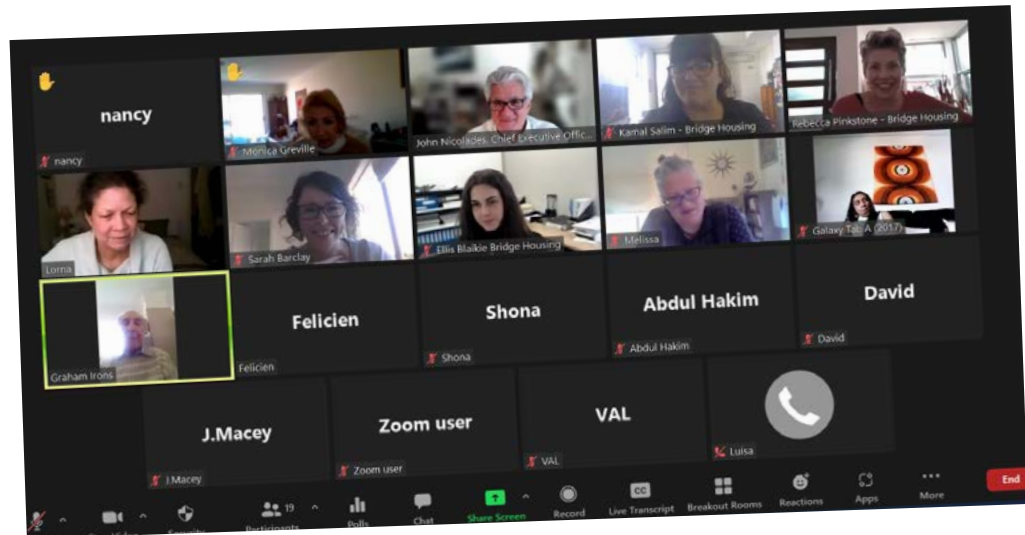 nancy
nancy
Monica Greville
John Nicolades, Chief Executive Offic...
Kamal Salim - Bridge Housing
Rebecca Pinkstone - Bridge Housing
Lorna
Sarah Barclay
Ellis Blaikie Bridge Housing
Melissa
Galaxy Tab A (2017)
Graham Irons
Felicien
Felicien
Shona
Shona
Abdul Hakim
Abdul Hakim
David
David
J.Macey
J.Macey
Zoom user
Zoom user
VAL
VAL
Luisa
Security
19
Participants
Polls
Chat
Share Screen
Record
CC
Live Transcript
Breakout Rooms
Reactions
Apps
More
End